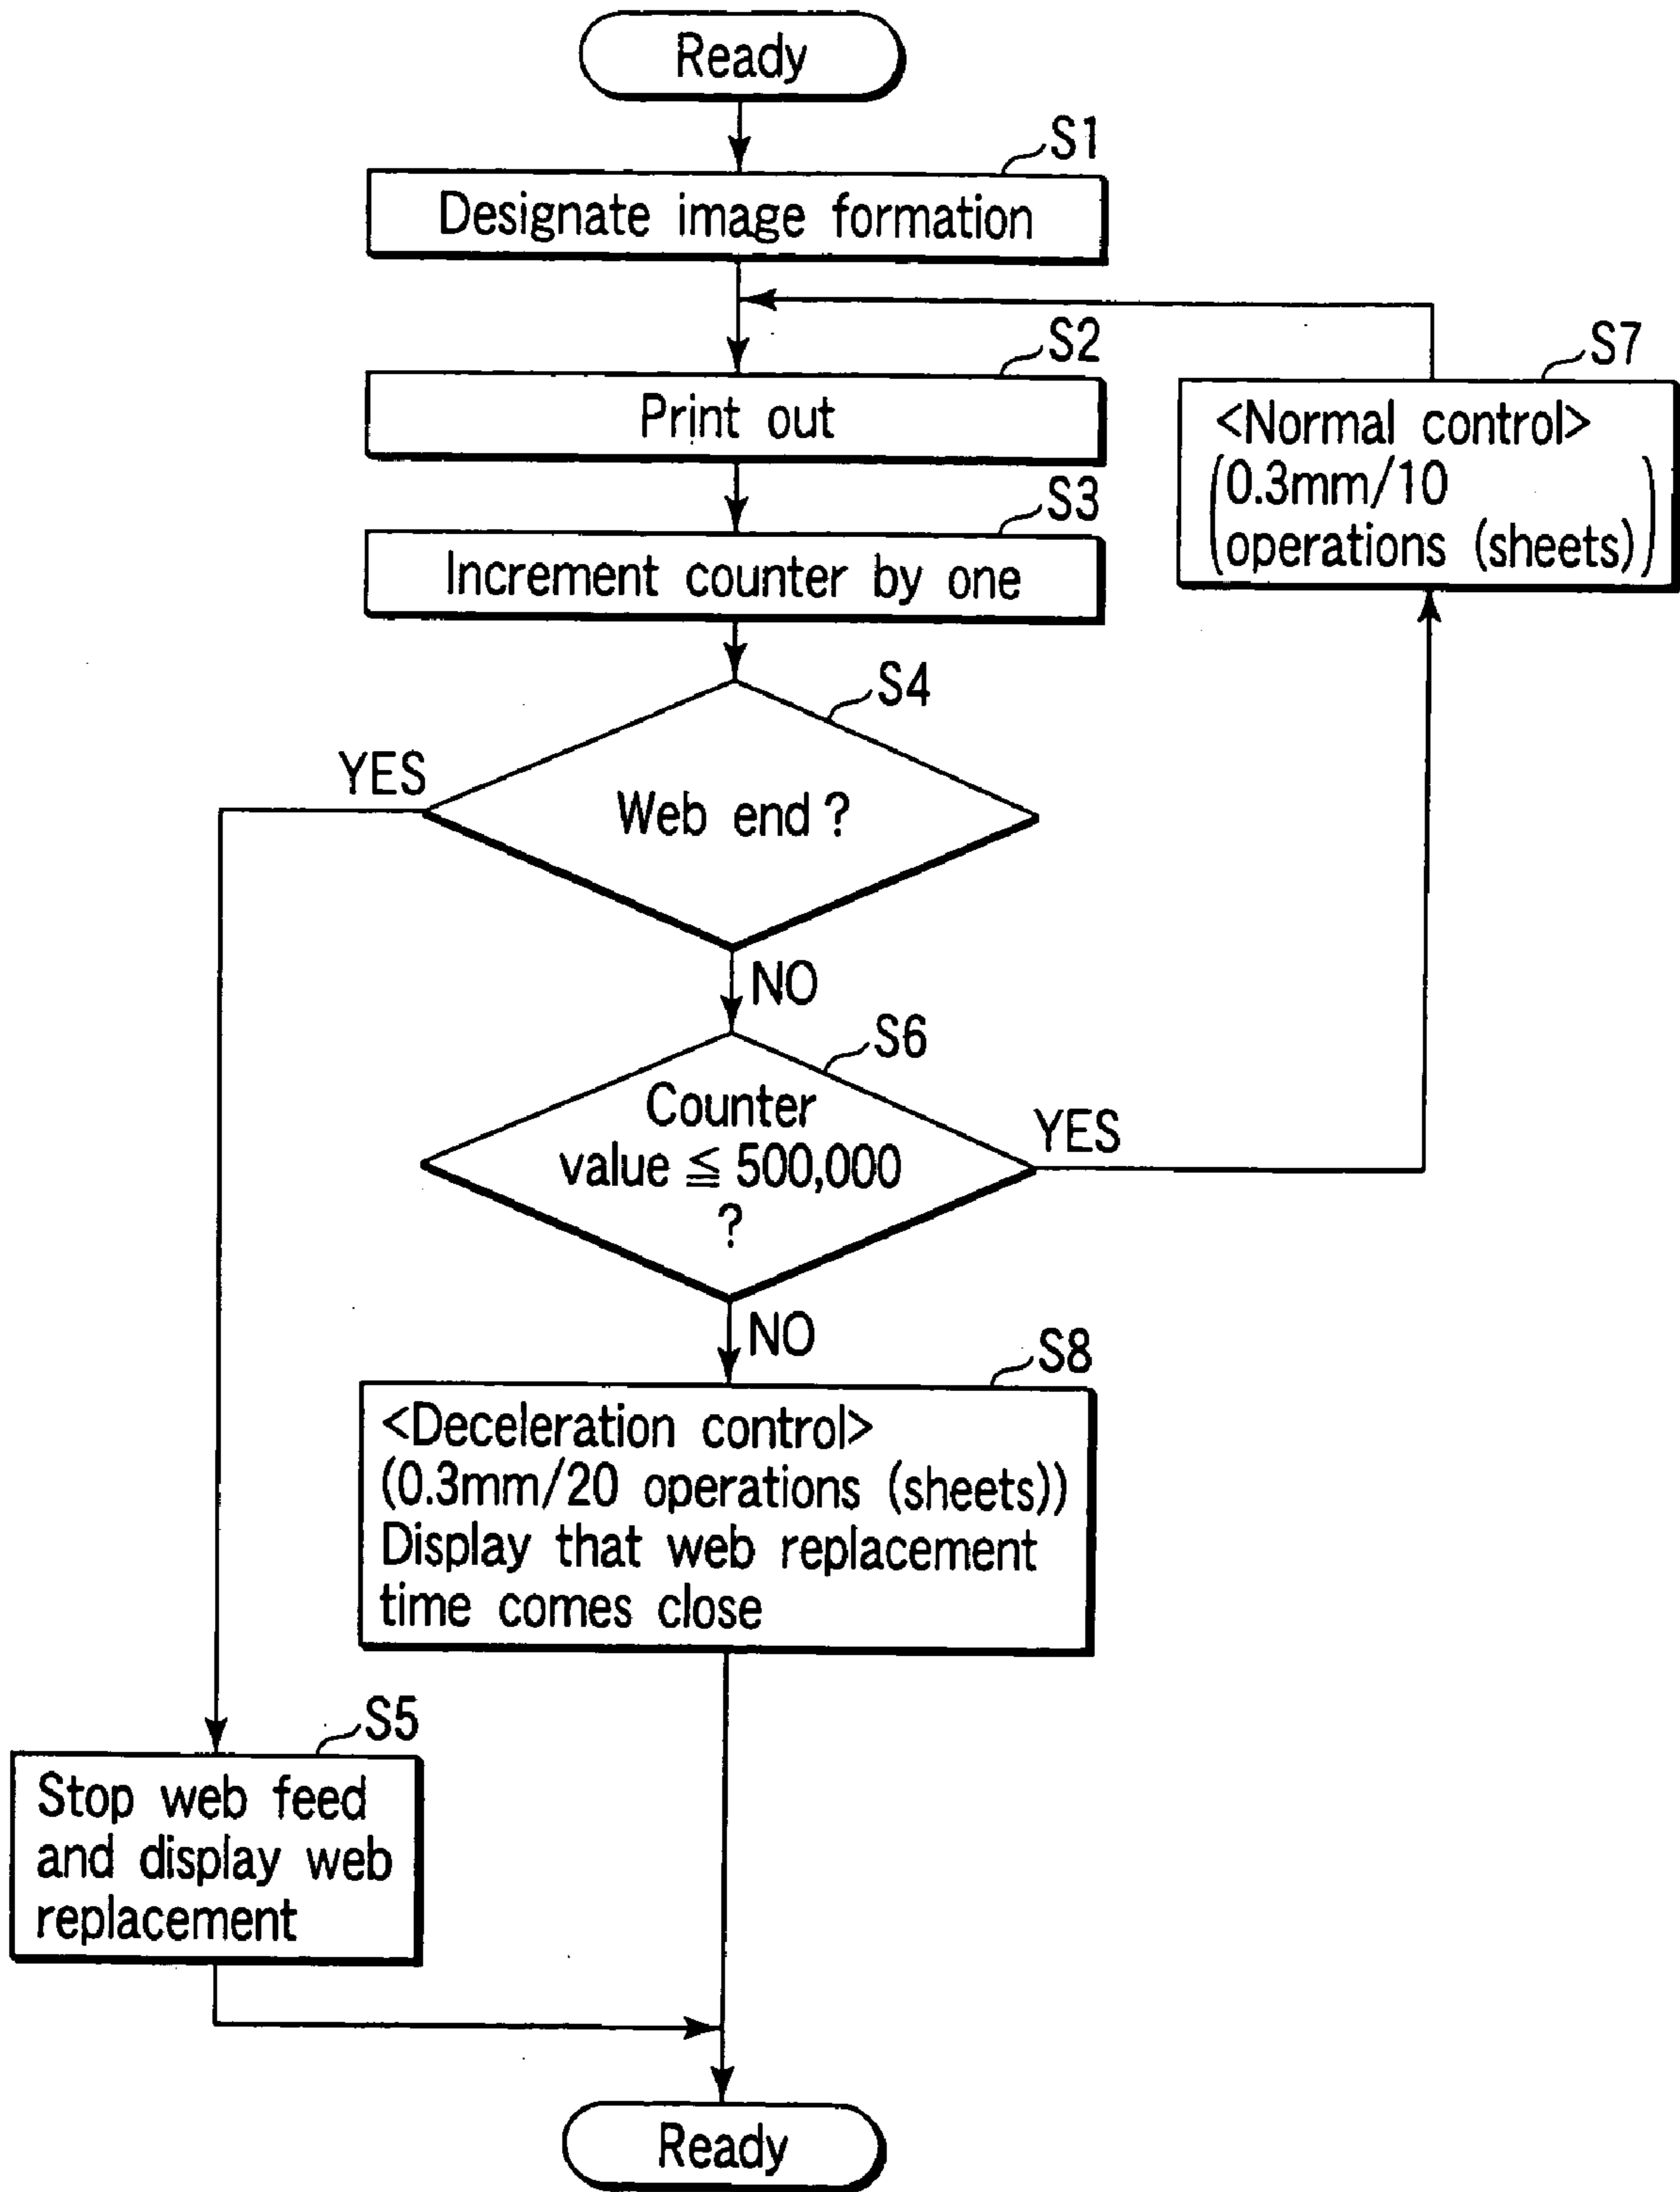 Ready
S1
Designate image formation
S2
Print out
S7
<Normal control>
(0.3mm/10
operations (sheets))
S3
Increment counter by one
S4
YES
Web end ?
NO
S6
Counter
value ≦ 500,000
?
YES
NO
S8
<Deceleration control>
(0.3mm/20 operations (sheets))
Display that web replacement
time comes close
S5
Stop web feed
and display web
replacement
Ready